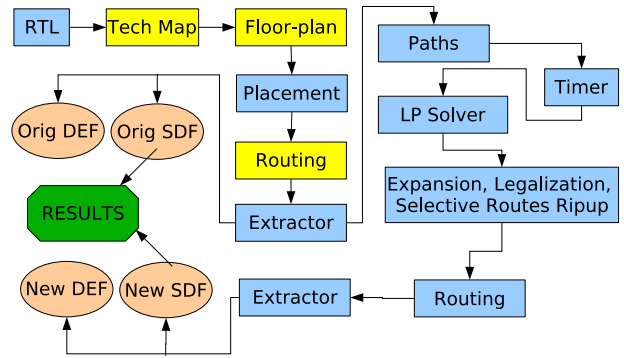 RTL
Tech Map
Floor-plan
Paths
Timer
Placement
LP Solver
Orig DEF
Orig SDF
Routing
Expansion, Legalization,
Selective Routes Ripup
RESULTS
Extractor
New DEF
New SDF
Extractor
Routing